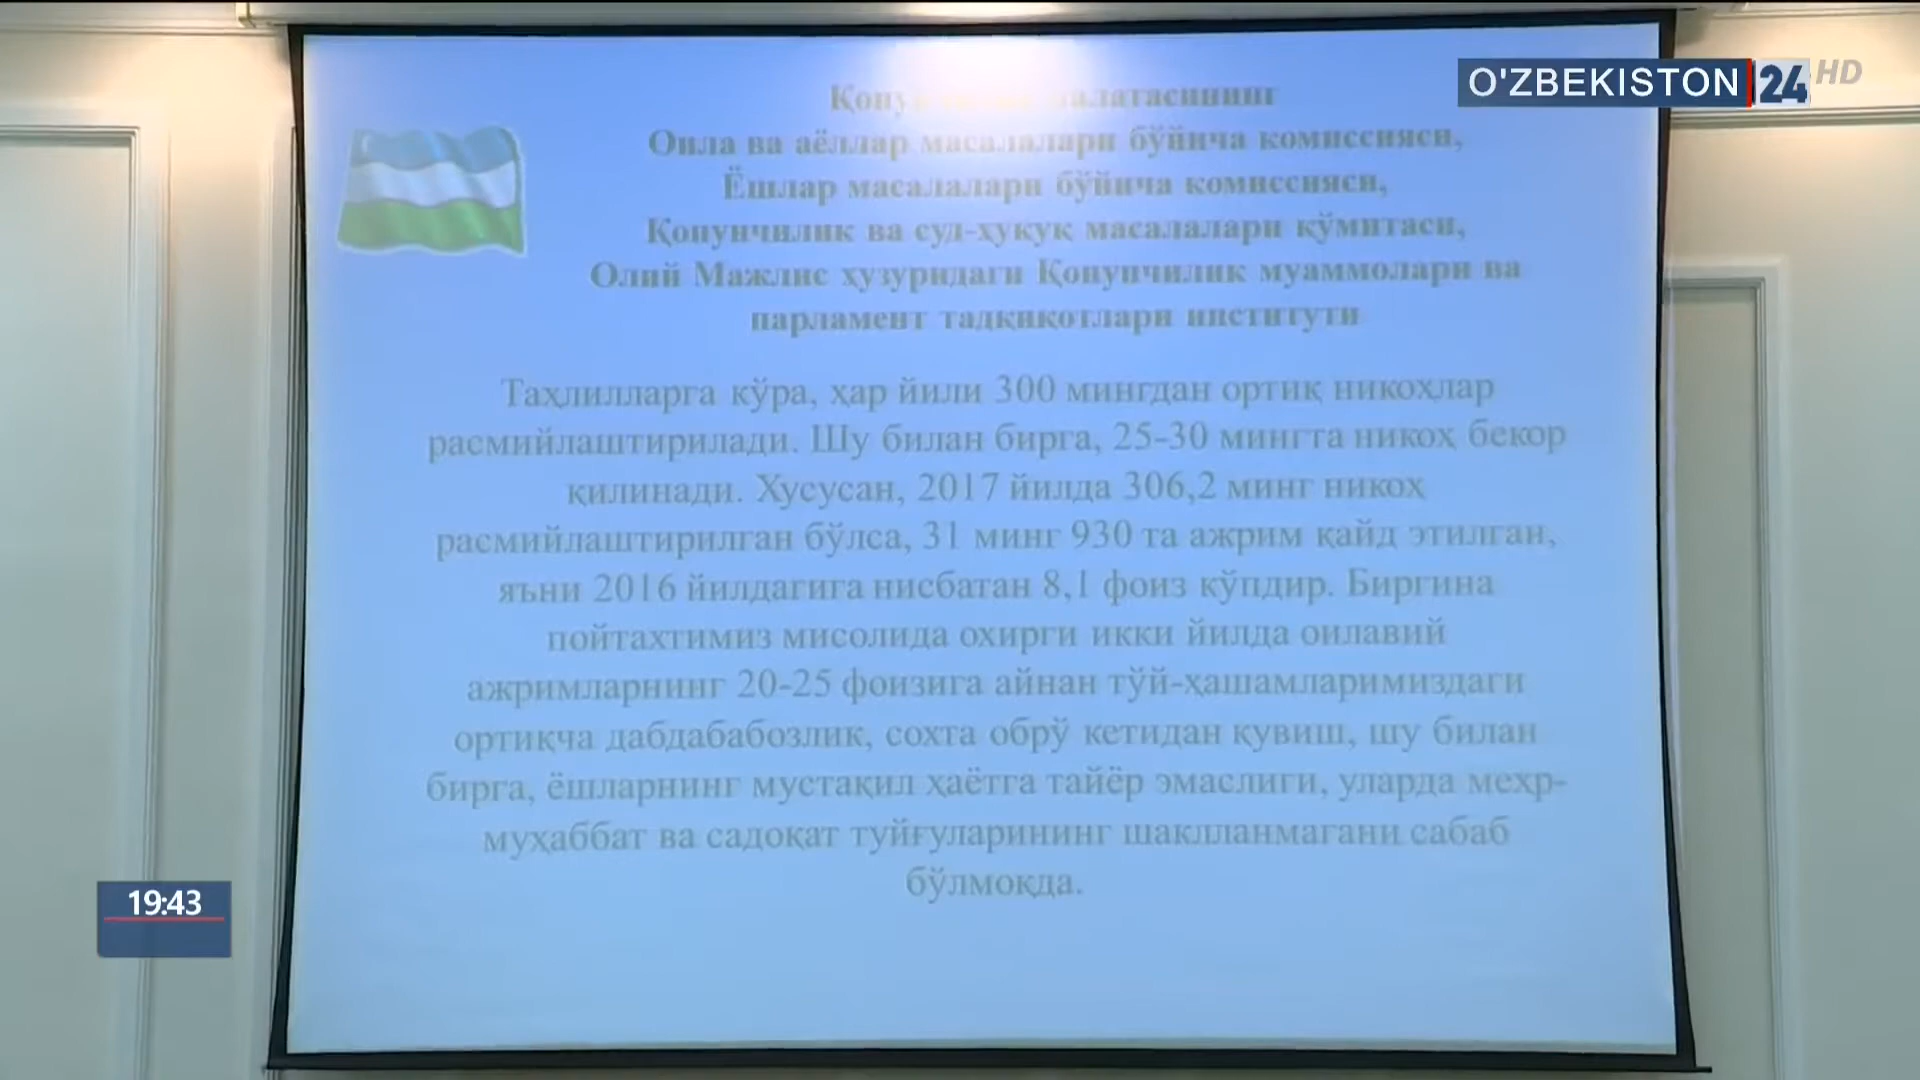 O'ZBEKISTON 24 HD
палатасининг
Оила ва аёллар масалалари бўйича комиссияси,
Ёшлар масалалари бўйича комиссияси,
Қонунчилик ва суд-ҳуқуқ масалалари қўмитаси,
Олий Мажлис ҳузуридаги Қонунчилик муаммолари ва
парламент тадқиқотлари институти
Таҳлилларга кўра, ҳар йили 300 мингдан ортиқ никоҳлар
расмийлаштирилади. Шу билан бирга, 25-30 мингта никоҳ бекор
қилинади. Хусусан, 2017 йилда 306,2 минг никоҳ
расмийлаштирилган бўлса, 31 минг 930 та ажрим қайд этилган,
яъни 2016 йилдагига нисбатан 8,1 фоиз кўпдир. Биргина
пойтахтимиз мисолида охирги икки йилда оилавий
ажримларнинг 20-25 фоизига айнан тўй-ҳашамларимиздаги
ортиқча дабдабабозлик, сохта обрў кетидан қувиш, шу билан
бирга, ёшларнинг мустақил ҳаётга тайёр эмаслиги, уларда меҳр-
муҳаббат ва садоқат туйғуларининг шаклланмагани сабаб
бўлмоқда.
19:43